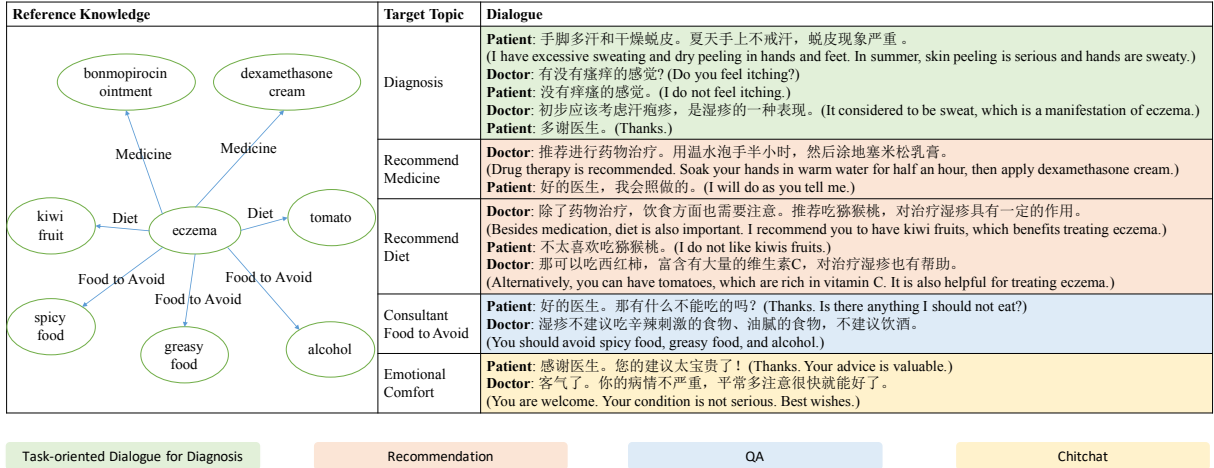 Reference Knowledge
Target Topic
Dialogue
bonmopirocin
ointment
dexamethasone
cream
Medicine
Medicine
kiwi
fruit
Diet
eczema
Diet
tomato
Food to Avoid
Food to Avoid
Food to Avoid
spicy
food
greasy
food
alcohol
Diagnosis
Patient: 手脚多汗和干燥蜕皮。夏天手上不戒汗，蜕皮现象严重 。
(I have excessive sweating and dry peeling in hands and feet. In summer, skin peeling is serious and hands are sweaty.)
Doctor: 有没有瘙痒的感觉? (Do you feel itching?)
Patient: 没有痒瘙的感觉。(I do not feel itching.)
Doctor: 初步应该考虑汗疱疹，是湿疹的一种表现。(It considered to be sweat, which is a manifestation of eczema.)
Patient: 多谢医生。(Thanks.)
Recommend
Medicine
Doctor: 推荐进行药物治疗。用温水泡手半小时，然后涂地塞米松乳膏。
(Drug therapy is recommended. Soak your hands in warm water for half an hour, then apply dexamethasone cream.)
Patient: 好的医生，我会照做的。(I will do as you tell me.)
Recommend
Diet
Doctor: 除了药物治疗，饮食方面也需要注意。推荐吃猕猴桃，对治疗湿疹具有一定的作用。
(Besides medication, diet is also important. I recommend you to have kiwi fruits, which benefits treating eczema.)
Patient: 不太喜欢吃猕猴桃。(I do not like kiwis fruits.)
Doctor: 那可以吃西红柿，富含有大量的维生素C，对治疗湿疹也有帮助。
(Alternatively, you can have tomatoes, which are rich in vitamin C. It is also helpful for treating eczema.)
Consultant
Food to Avoid
Patient: 好的医生。那有什么不能吃的吗？(Thanks. Is there anything I should not eat?)
Doctor: 湿疹不建议吃辛辣刺激的食物、油腻的食物，不建议饮酒。
(You should avoid spicy food, greasy food, and alcohol.)
Emotional
Comfort
Patient: 感谢医生。您的建议太宝贵了！(Thanks. Your advice is valuable.)
Doctor: 客气了。你的病情不严重，平常多注意很快就能好了。
(You are welcome. Your condition is not serious. Best wishes.)
Task-oriented Dialogue for Diagnosis
Recommendation
QA
Chitchat